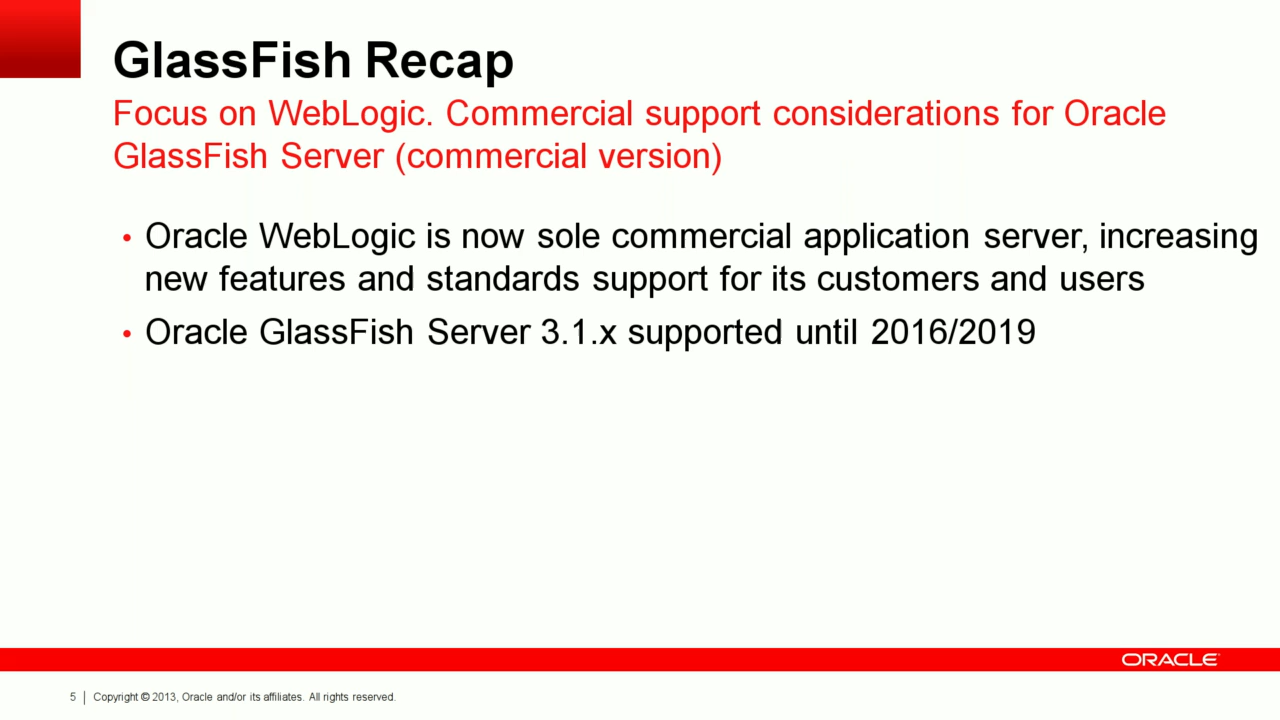 GlassFish Recap
Focus on WebLogic. Commercial support considerations for Oracle
GlassFish Server (commercial version)
• Oracle WebLogic is now sole commercial application server, increasing
new features and standards support for its customers and users
• Oracle GlassFish Server 3.1.x supported until 2016/2019
ORACLE
5 | Copyright © 2013, Oracle and/or its affiliates. All rights reserved.